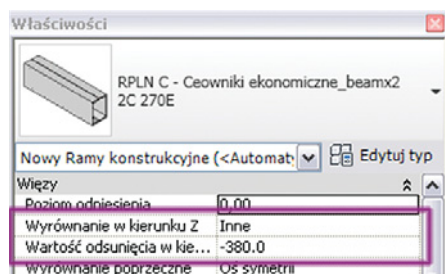 Właściwości
RPLN C - Ceowniki ekonomiczne_beamx2
2C 270E
Nowy Ramy konstrukcyjne (<Automat
Edytuj typ
Więzy
Poziom odniesienia 0,00
Wyrównanie w kierunku Z Inne
Wartość odsunięcia w kie... -380.0
Wyrównanie poprzeczne Oś symetrii